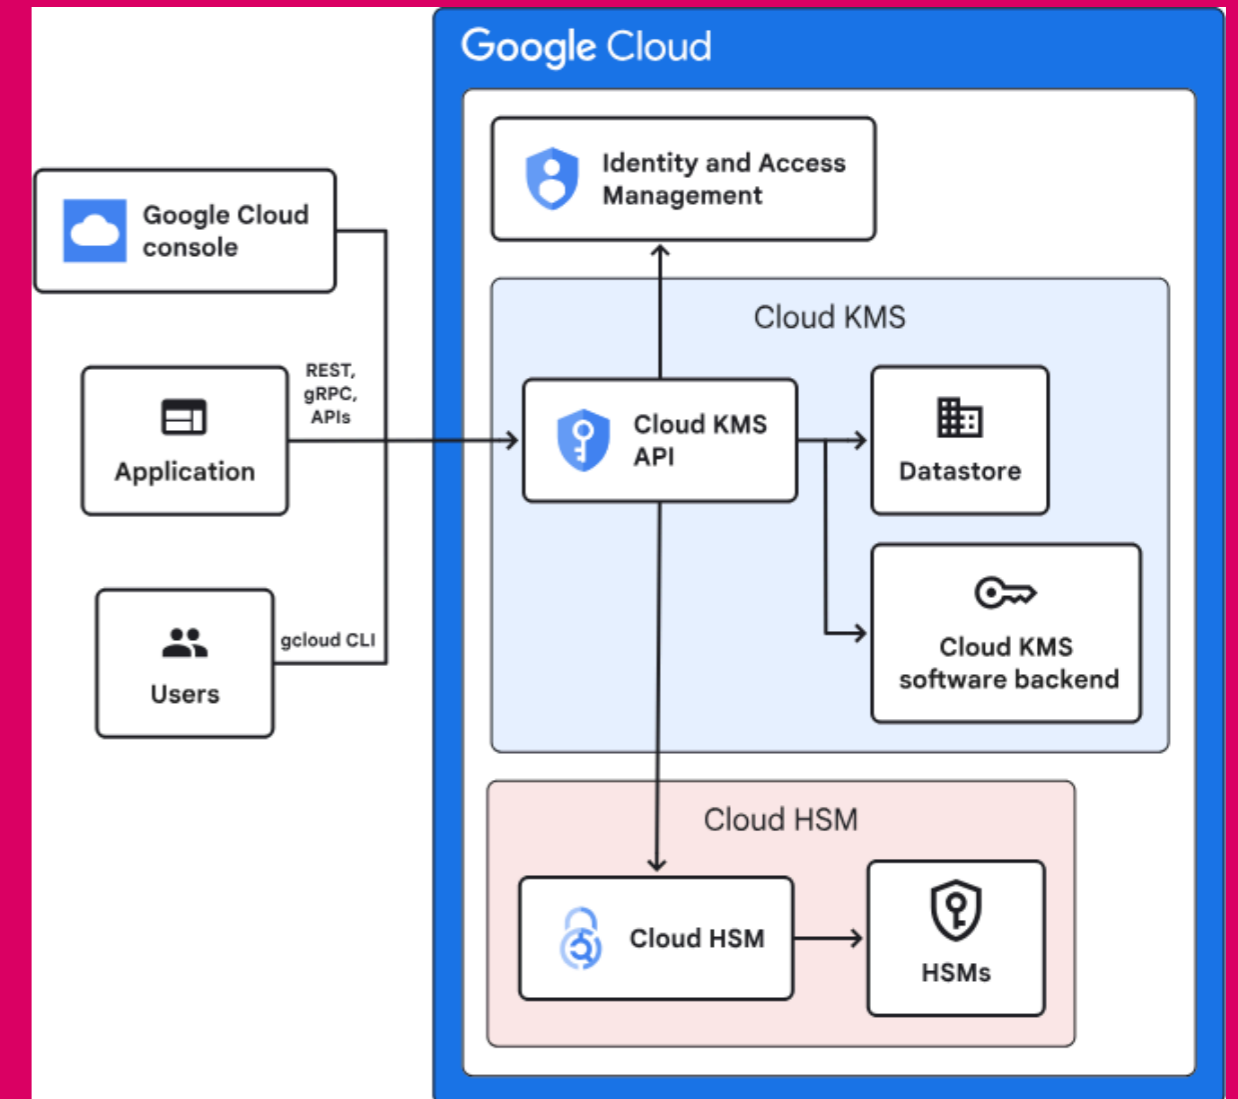 Google Cloud
Identity and Access
Management
Google Cloud
console
Cloud KMS
REST,
gRPC,
APIs
Application
Cloud KMS
API
Datastore
gcloud CLI
Users
Cloud KMS
software backend
Cloud HSM
Cloud HSM
HSMs